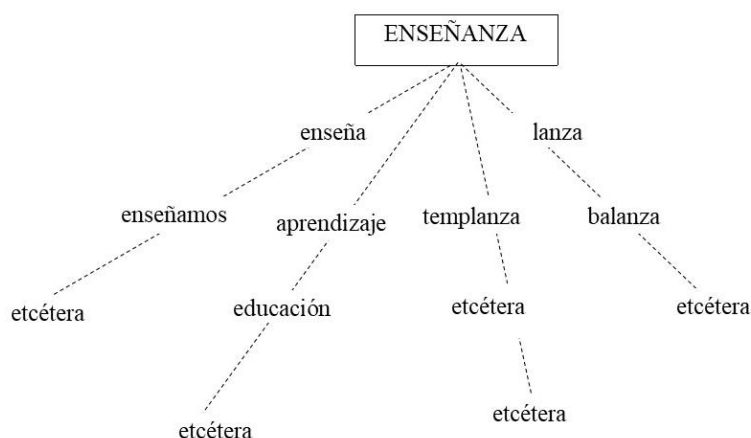 ENSEÑANZA
enseña
lanza
enseñamos
aprendizaje
templanza
balanza
etcétera
educación
etcétera
etcétera
etcétera
etcétera